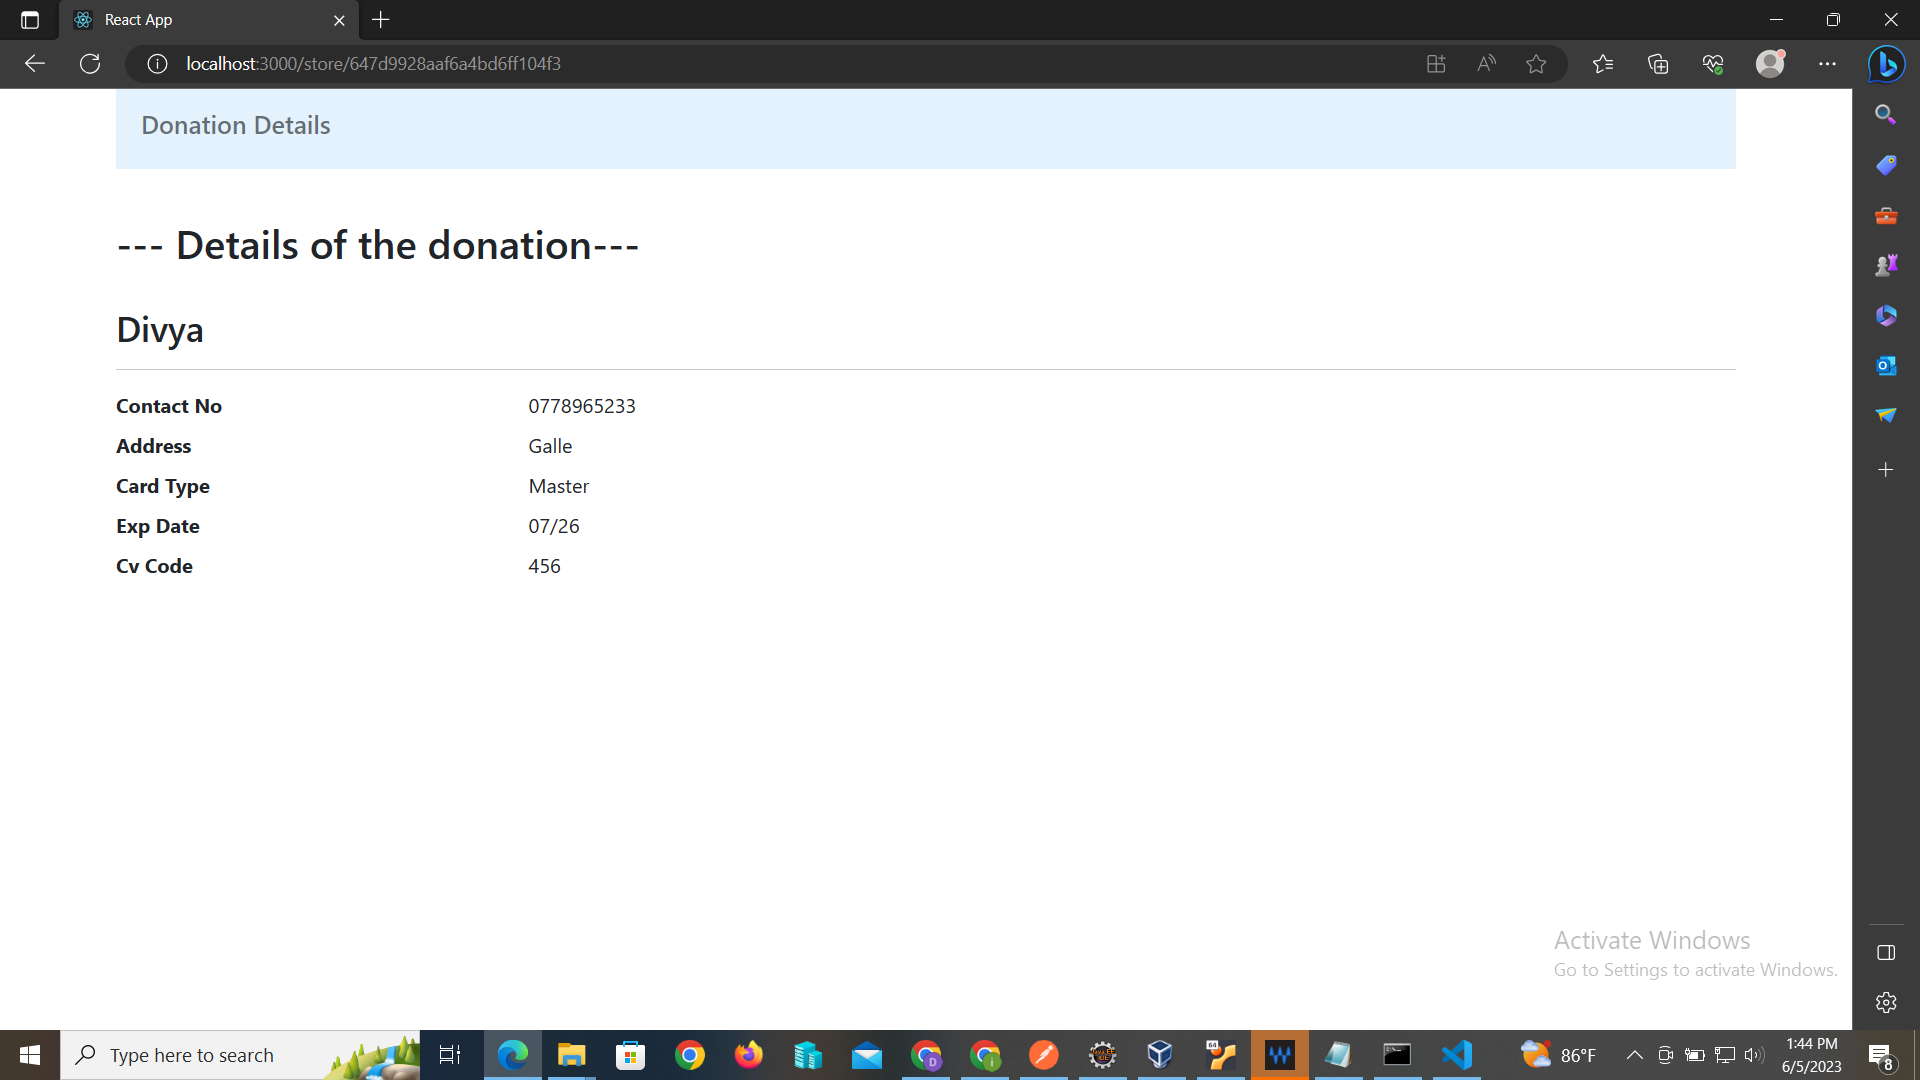 React App
localhost:3000/store/647d9928aaf6a4bd6ff104f3
Donation Details
--- Details of the donation---
Divya
Contact No 0778965233
Address Galle
Card Type Master
Exp Date 07/26
Cv Code 456
Activate Windows
Go to Settings to activate Windows.
Type here to search
86°F
1:44 PM
6/5/2023
8